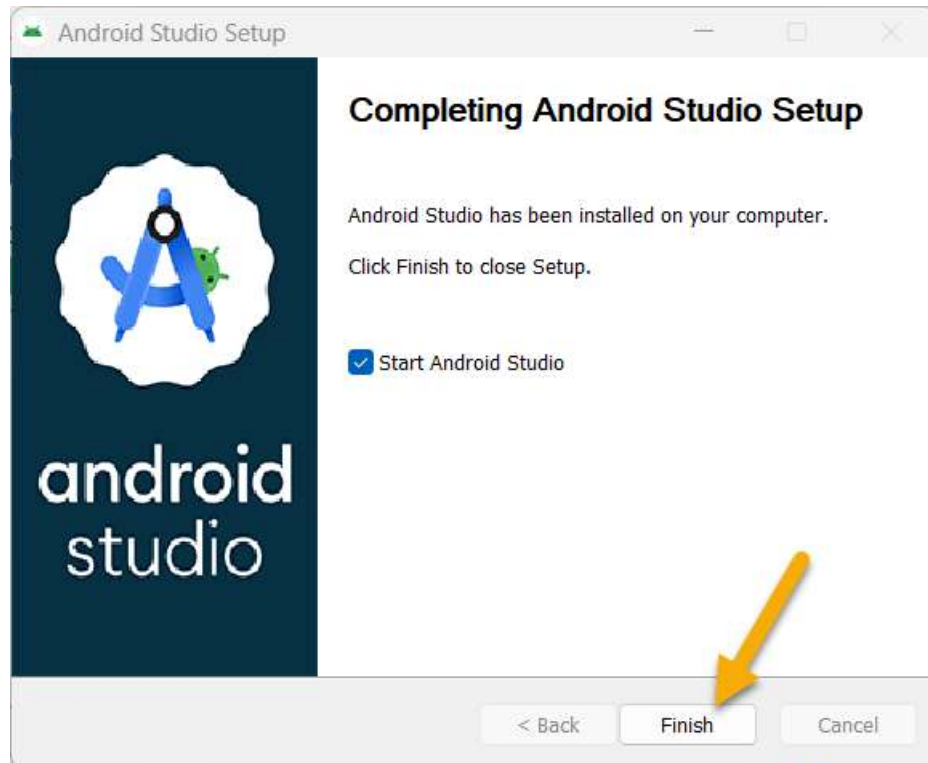 Android Studio Setup
Completing Android Studio Setup
Android Studio has been installed on your computer.
Click Finish to close Setup.
Start Android Studio
android
studio
< Back
Finish
Cancel